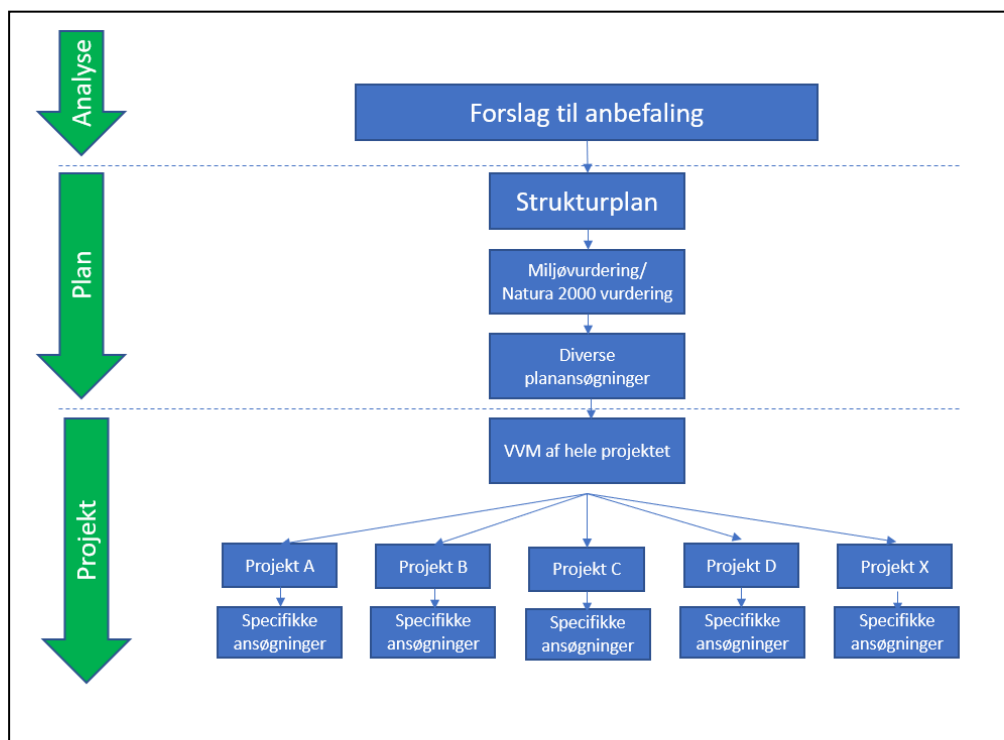 Analyse
Forslag til anbefaling
Plan
Strukturplan
Miljøvurdering/
Natura 2000 vurdering
Diverse
planansøgninger
Projekt
VVM af hele projektet
Projekt A
Projekt B
Projekt C
Projekt D
Projekt X
Specifikke
ansøgninger
Specifikke
ansøgninger
Specifikke
ansøgninger
Specifikke
ansøgninger
Specifikke
ansøgninger